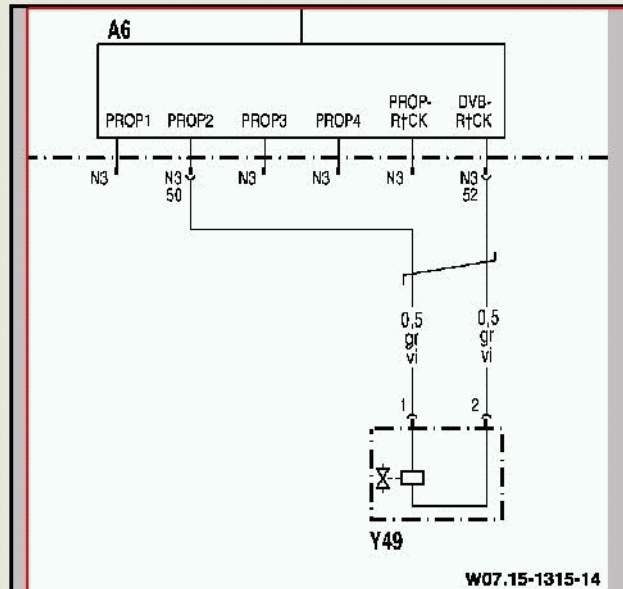 A6
PROP- DVB-
PROP1 PROP2 PROP3 PROP4 R†CK R†CK
N3 N3 N3 N3 N3 N3
50 52
0,5 0,5
gr gr
vi vi
1 2
Y49
W07.15-1315-14